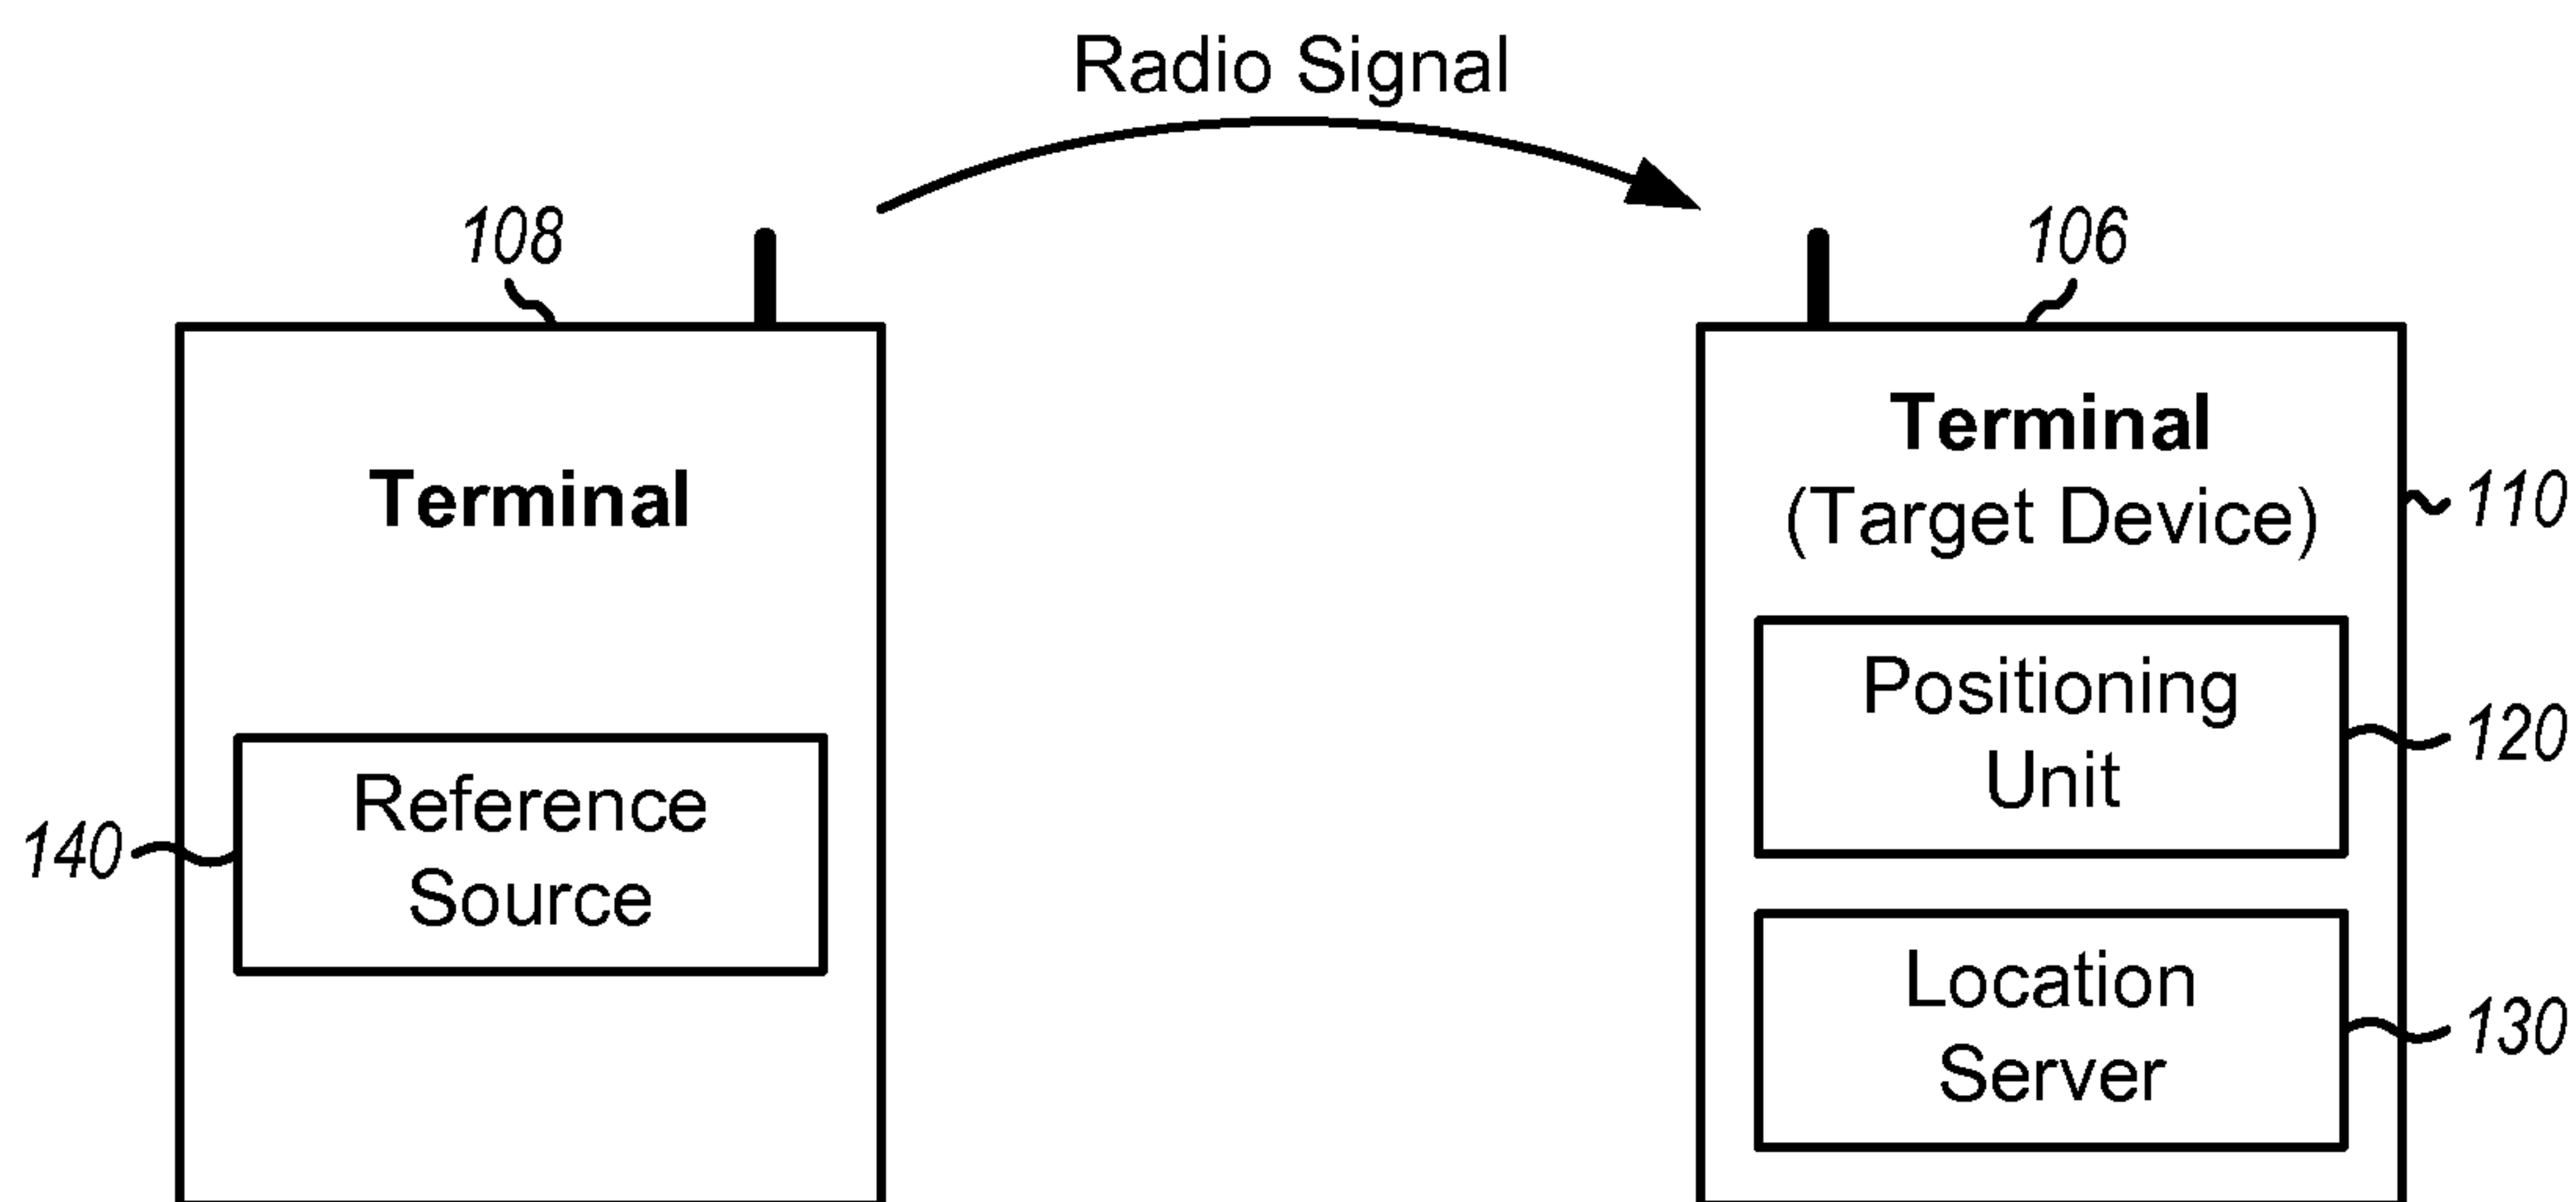 Radio Signal
108
106
Terminal
Terminal
(Target Device)
110
Positioning
Unit
120
Reference
Source
140
Location
Server
130